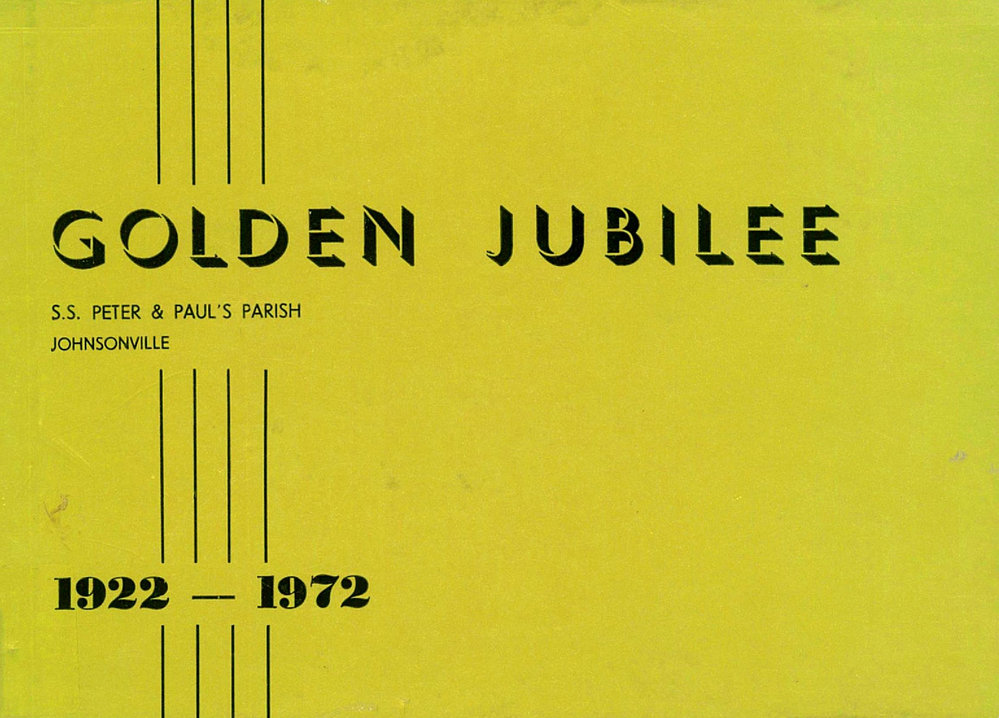 GOLDEN JUBILEE
S.S. PETER & PAUL'S PARISH
JOHNSONVILLE
1922 — 1972